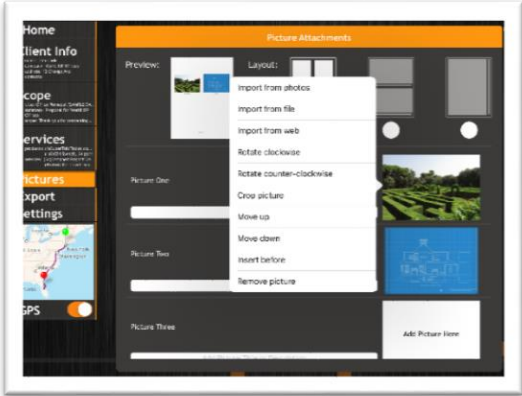 Home
Client Info
Scope
Services
Pictures
Export
Settings
GPS
Picture Attachments
Preview:
Layout:
Import from photos
Import from file
Import from web
Rotate clockwise
Rotate counter-clockwise
Crop picture
Move up
Move down
Insert before
Remove picture
Picture One
Picture Two
Picture Three
Add Picture Here